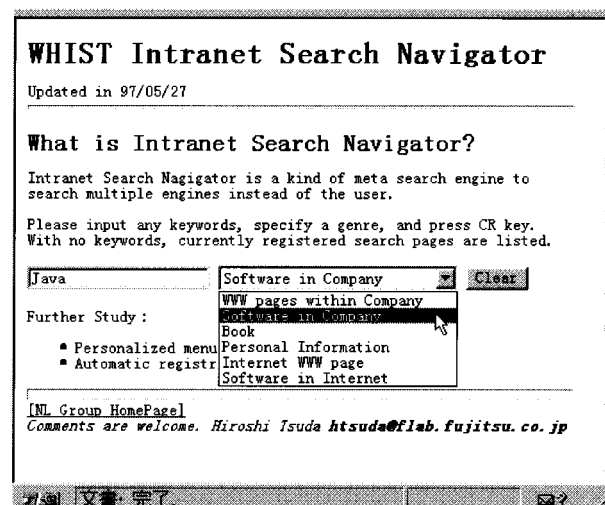 WHIST Intranet Search Navigator
Updated in 97/05/27
What is Intranet Search Navigator?
Intranet Search Nagigator is a kind of meta search engine to
search multiple engines instead of the user.
Please input any keywords, specify a genre, and press CR key.
With no keywords, currently registered search pages are listed.
Java Software in Company Clear
WWW pages within Company
Software in Company
Book
Personal Information
Internet WWW page
Software in Internet
Further Study :
Personalized menu
Automatic registr
[NL Group HomePage]
Comments are welcome. Hiroshi Tsuda htsuda@flab.fujitsu.co.jp
文書: 完了